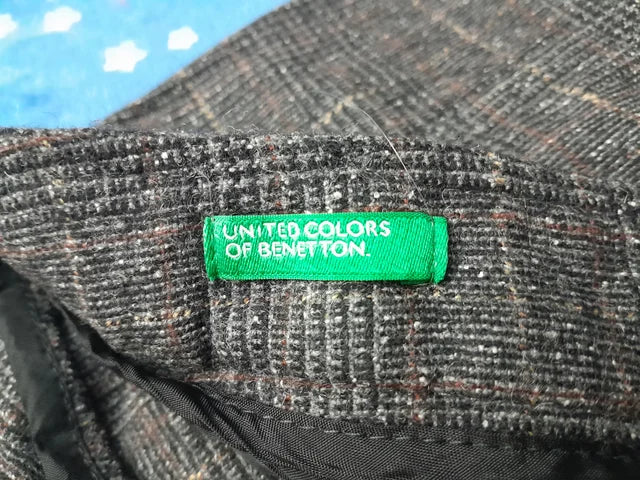 UNITED COLORS
OF BENETTON.